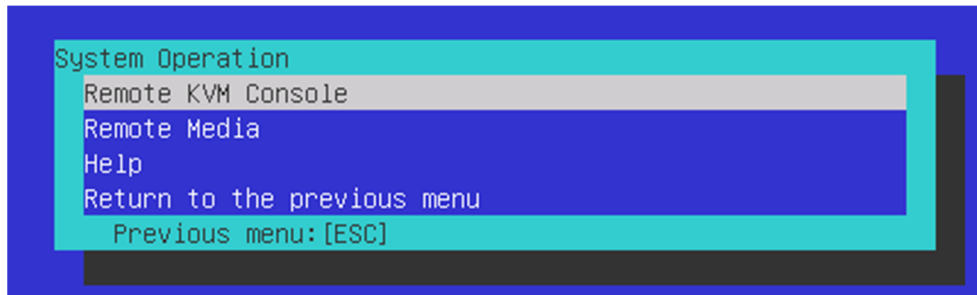 System Operation
Remote KVM Console
Remote Media
Help
Return to the previous menu
Previous menu:[ESC]